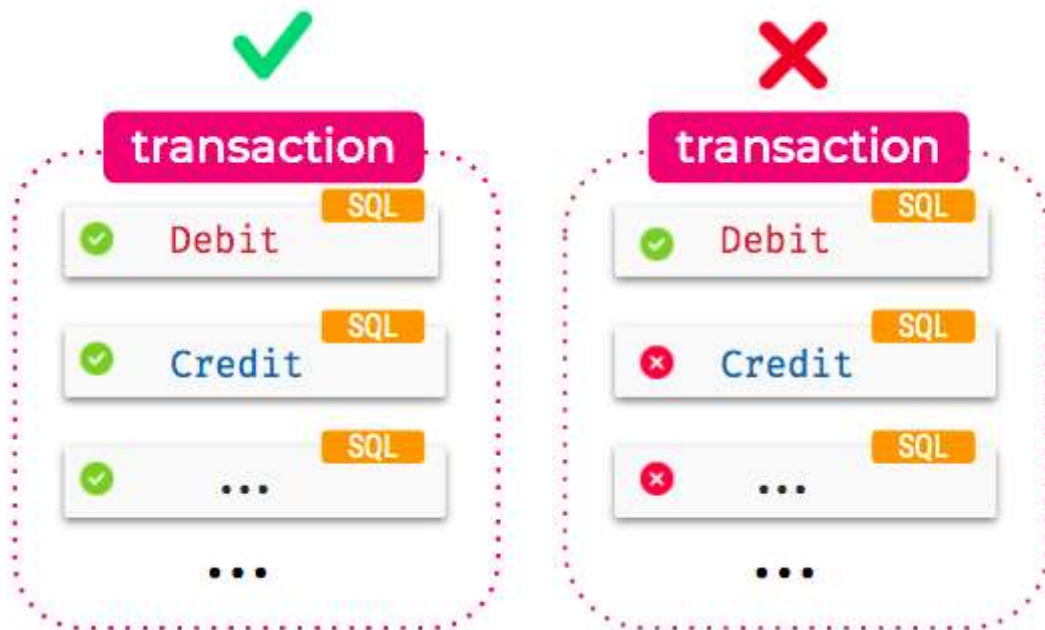 transaction
SQL
Debit
SQL
Credit
SQL
...
...
transaction
SQL
Debit
SQL
Credit
SQL
...
...